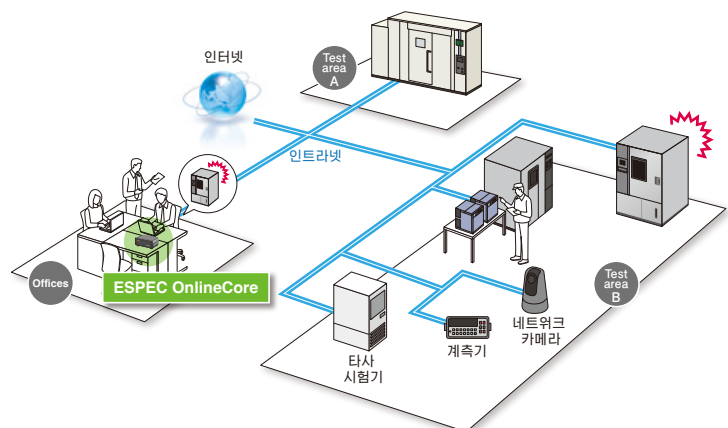 인터넷
Test
area
A
인트라넷
Offices
ESPEC OnlineCore
Test
area
B
네트워크
카메라
계측기
타사
시험기